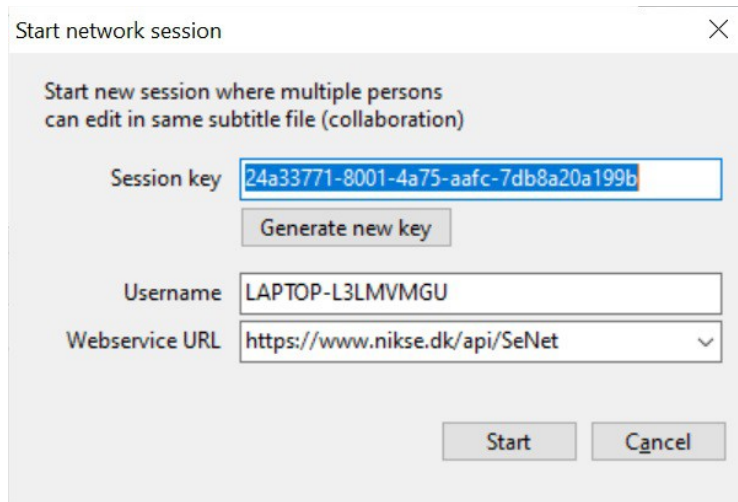 Start network session
Start new session where multiple persons
can edit in same subtitle file (collaboration)
Session key 24a33771-8001-4a75-aafc-7db8a20a199b
Generate new key
Username LAPTOP-L3LMVMGU
Webservice URL https://www.nikse.dk/api/SeNet
Start Cancel